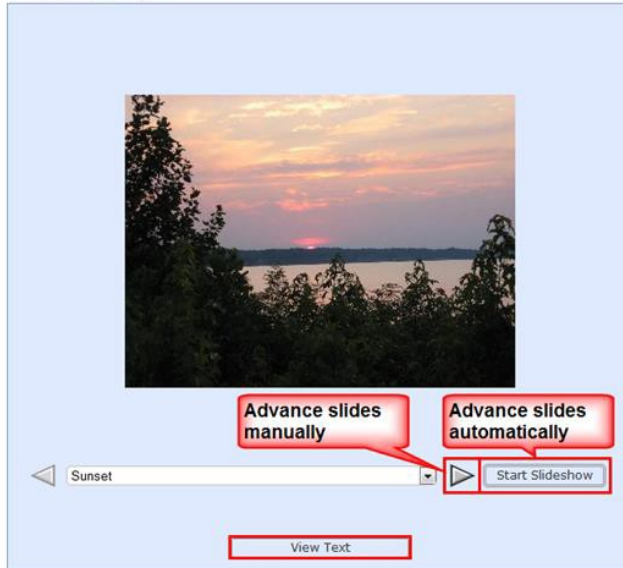 Advance slides
manually
Advance slides
automatically
Sunset
Start Slideshow
View Text